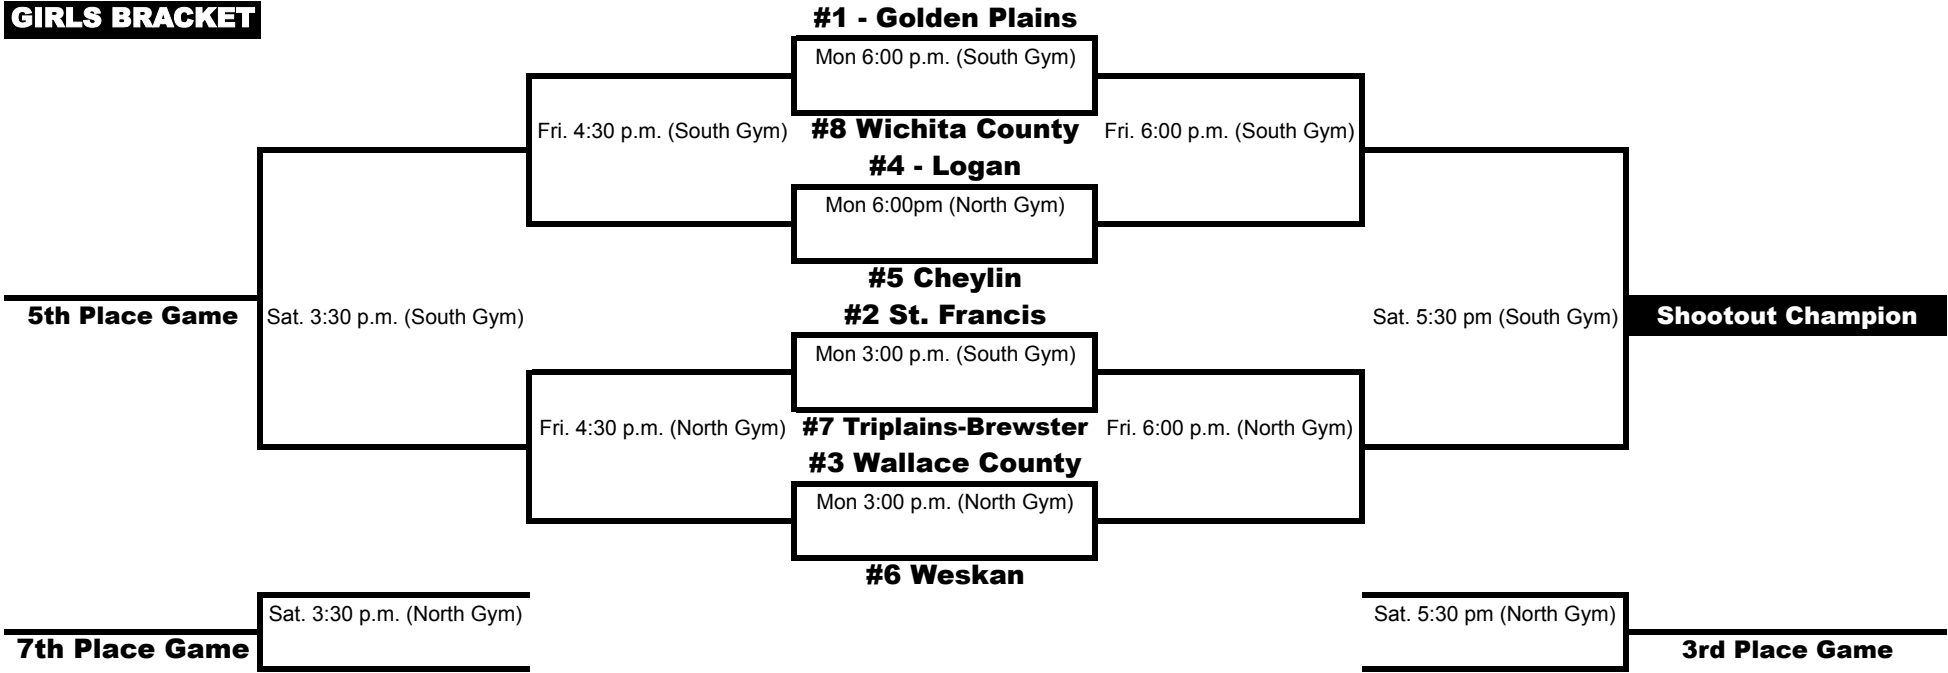 GIRLS BRACKET
#1 - Golden Plains
Mon 6:00 p.m. (South Gym)
Fri. 4:30 p.m. (South Gym)
#8 Wichita County
Fri. 6:00 p.m. (South Gym)
#4 - Logan
Mon 6:00pm (North Gym)
#5 Cheylin
5th Place Game
Sat. 3:30 p.m. (South Gym)
#2 St. Francis
Sat. 5:30 pm (South Gym)
Shootout Champion
Mon 3:00 p.m. (South Gym)
Fri. 4:30 p.m. (North Gym)
#7 Triplains-Brewster
Fri. 6:00 p.m. (North Gym)
#3 Wallace County
Mon 3:00 p.m. (North Gym)
#6 Weskan
Sat. 3:30 p.m. (North Gym)
Sat. 5:30 pm (North Gym)
7th Place Game
3rd Place Game